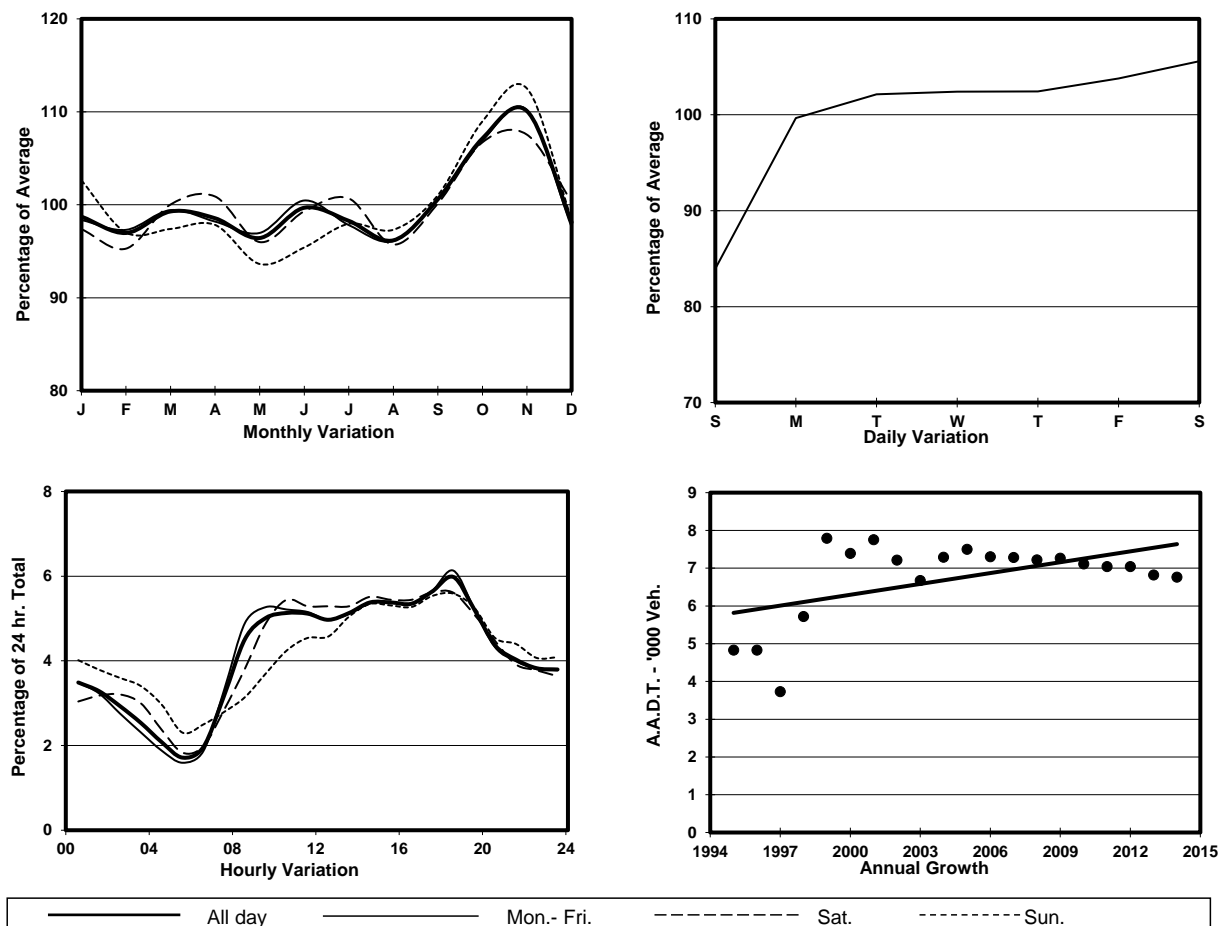 120
110
100
90
80
Percentage of Average
J F M A M J J A S O N D
Monthly Variation
110
100
90
80
70
Percentage of Average
S M T W T F S
Daily Variation
8
6
4
2
0
Percentage of 24 hr. Total
00 04 08 12 16 20 24
Hourly Variation
9
8
7
6
5
4
3
2
1
0
A.A.D.T. - '000 Veh.
1994 1997 2000 2003 2006 2009 2012 2015
Annual Growth
All day Mon.- Fri. Sat. Sun.